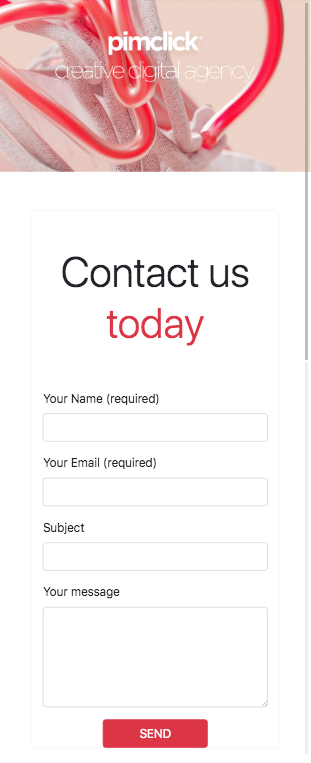 pimclick
creative digital agency
Contact us
today
Your Name (required)
Your Email (required)
Subject
Your message
SEND